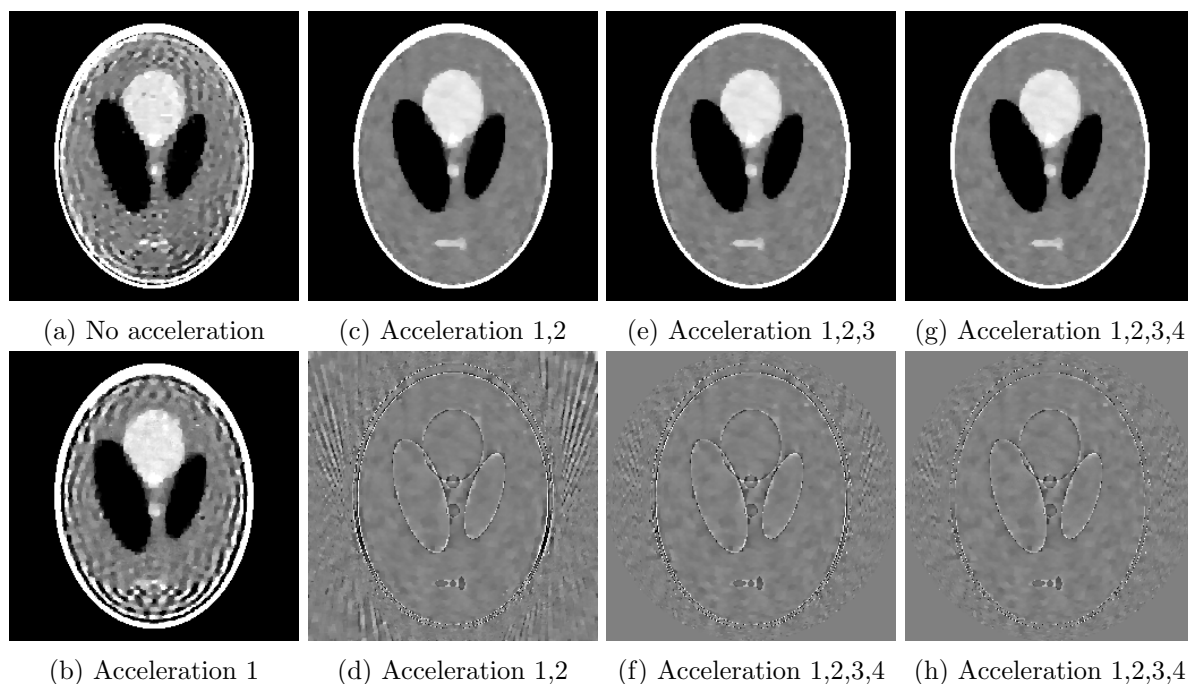 (a) No acceleration
(c) Acceleration 1,2
(e) Acceleration 1,2,3
(g) Acceleration 1,2,3,4
(b) Acceleration 1
(d) Acceleration 1,2
(f) Acceleration 1,2,3,4
(h) Acceleration 1,2,3,4